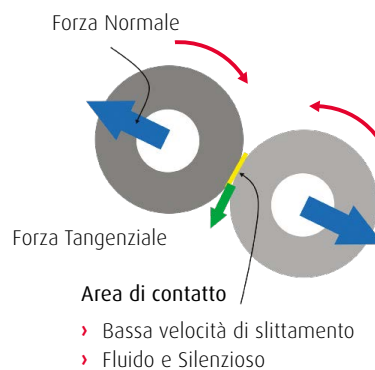 Forza Normale
Forza Tangenziale
Area di contatto
› Bassa velocità di slittamento
› Fluido e Silenzioso